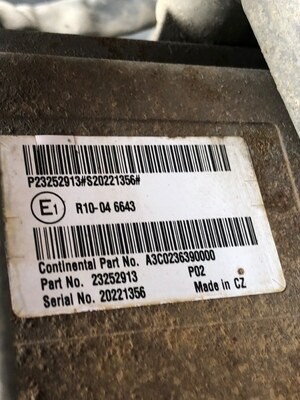 P23252913#S20221356#
E1 R10-04 6643
Continental Part No. A3C0236390000
Part No. 23252913 P02
Serial No. 20221356 Made in CZ